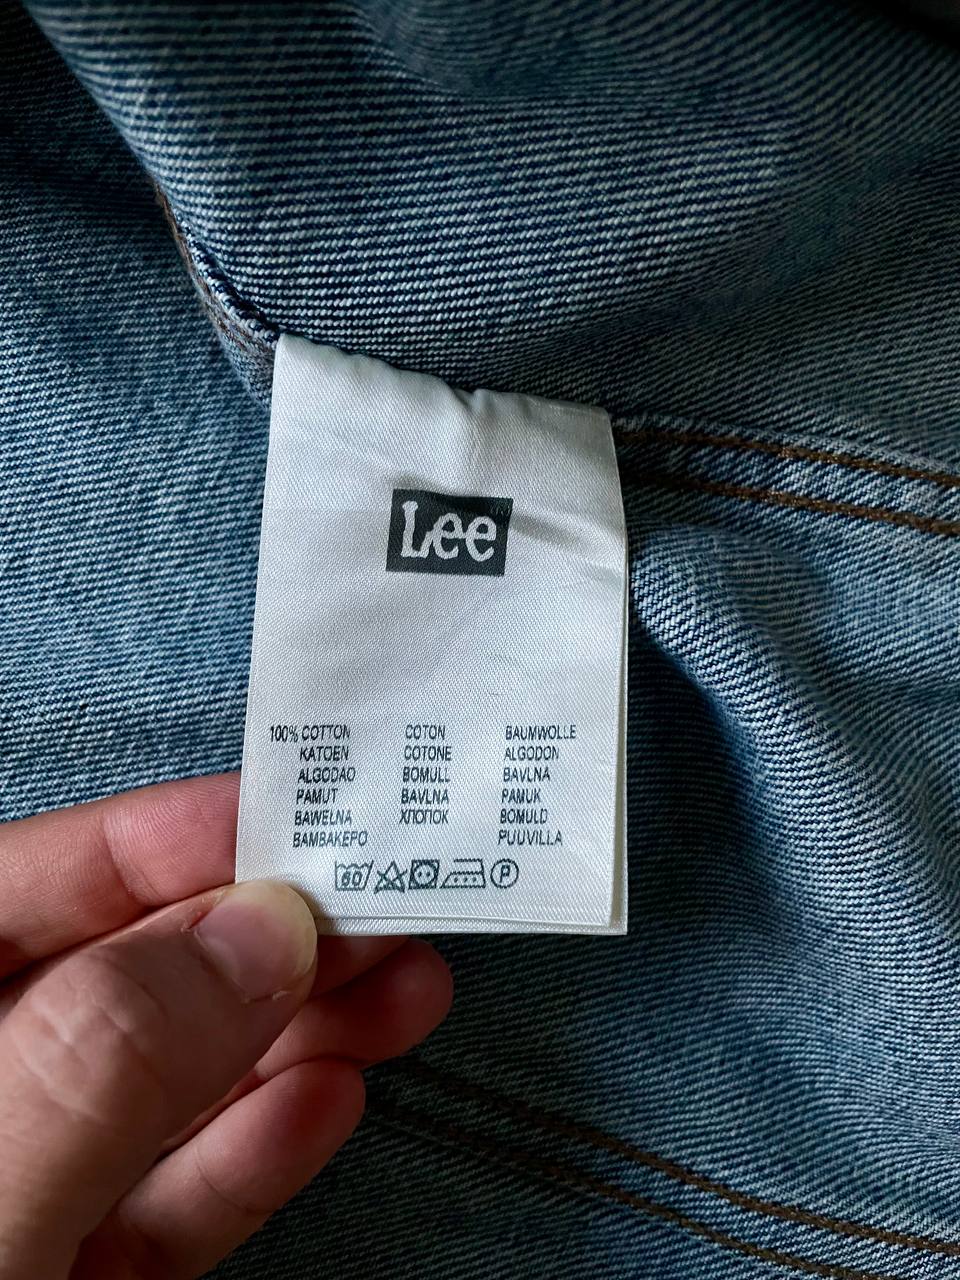 Lee
100% COTTON COTON BAUMWOLLE
KATOEN COTONE ALGODON
ALGODAO BOMULL BAVLNA
PAMUT BAVLNA PAMUK
BAWEŁNA ХЛОПОК BOMULD
BAMBAKEPO PUUVILLA
60 P